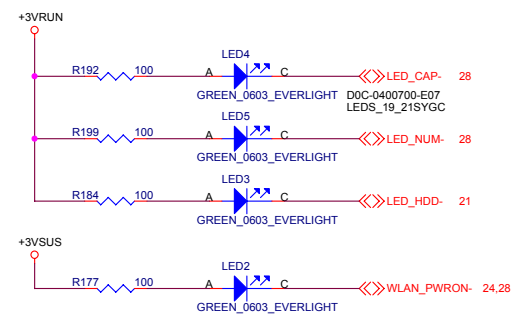 +3VRUN
LED4
R192 100 A C LED_CAP- 28
GREEN_0603_EVERLIGHT D0C-0400700-E07
LEDS_19_21SYGC
LED5
R199 100 A C LED_NUM- 28
GREEN_0603_EVERLIGHT
LED3
R184 100 A C LED_HDD- 21
GREEN_0603_EVERLIGHT
+3VSUS
LED2
R177 100 A C WLAN_PWRON- 24,28
GREEN_0603_EVERLIGHT